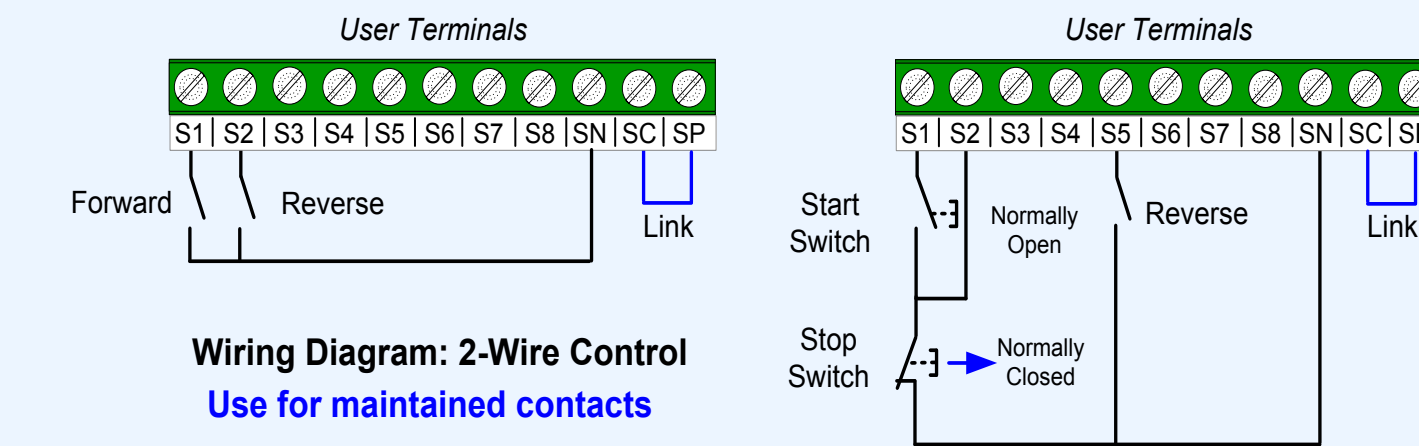 User Terminals
S1 | S2 | S3 | S4 | S5 | S6 | S7 | S8 | SN | SC | SP
Forward
Reverse
Link
Wiring Diagram: 2-Wire Control
Use for maintained contacts
User Terminals
S1 | S2 | S3 | S4 | S5 | S6 | S7 | S8 | SN | SC |
Start
Switch
Normally
Open
Reverse
Link
Stop
Switch
Normally
Closed